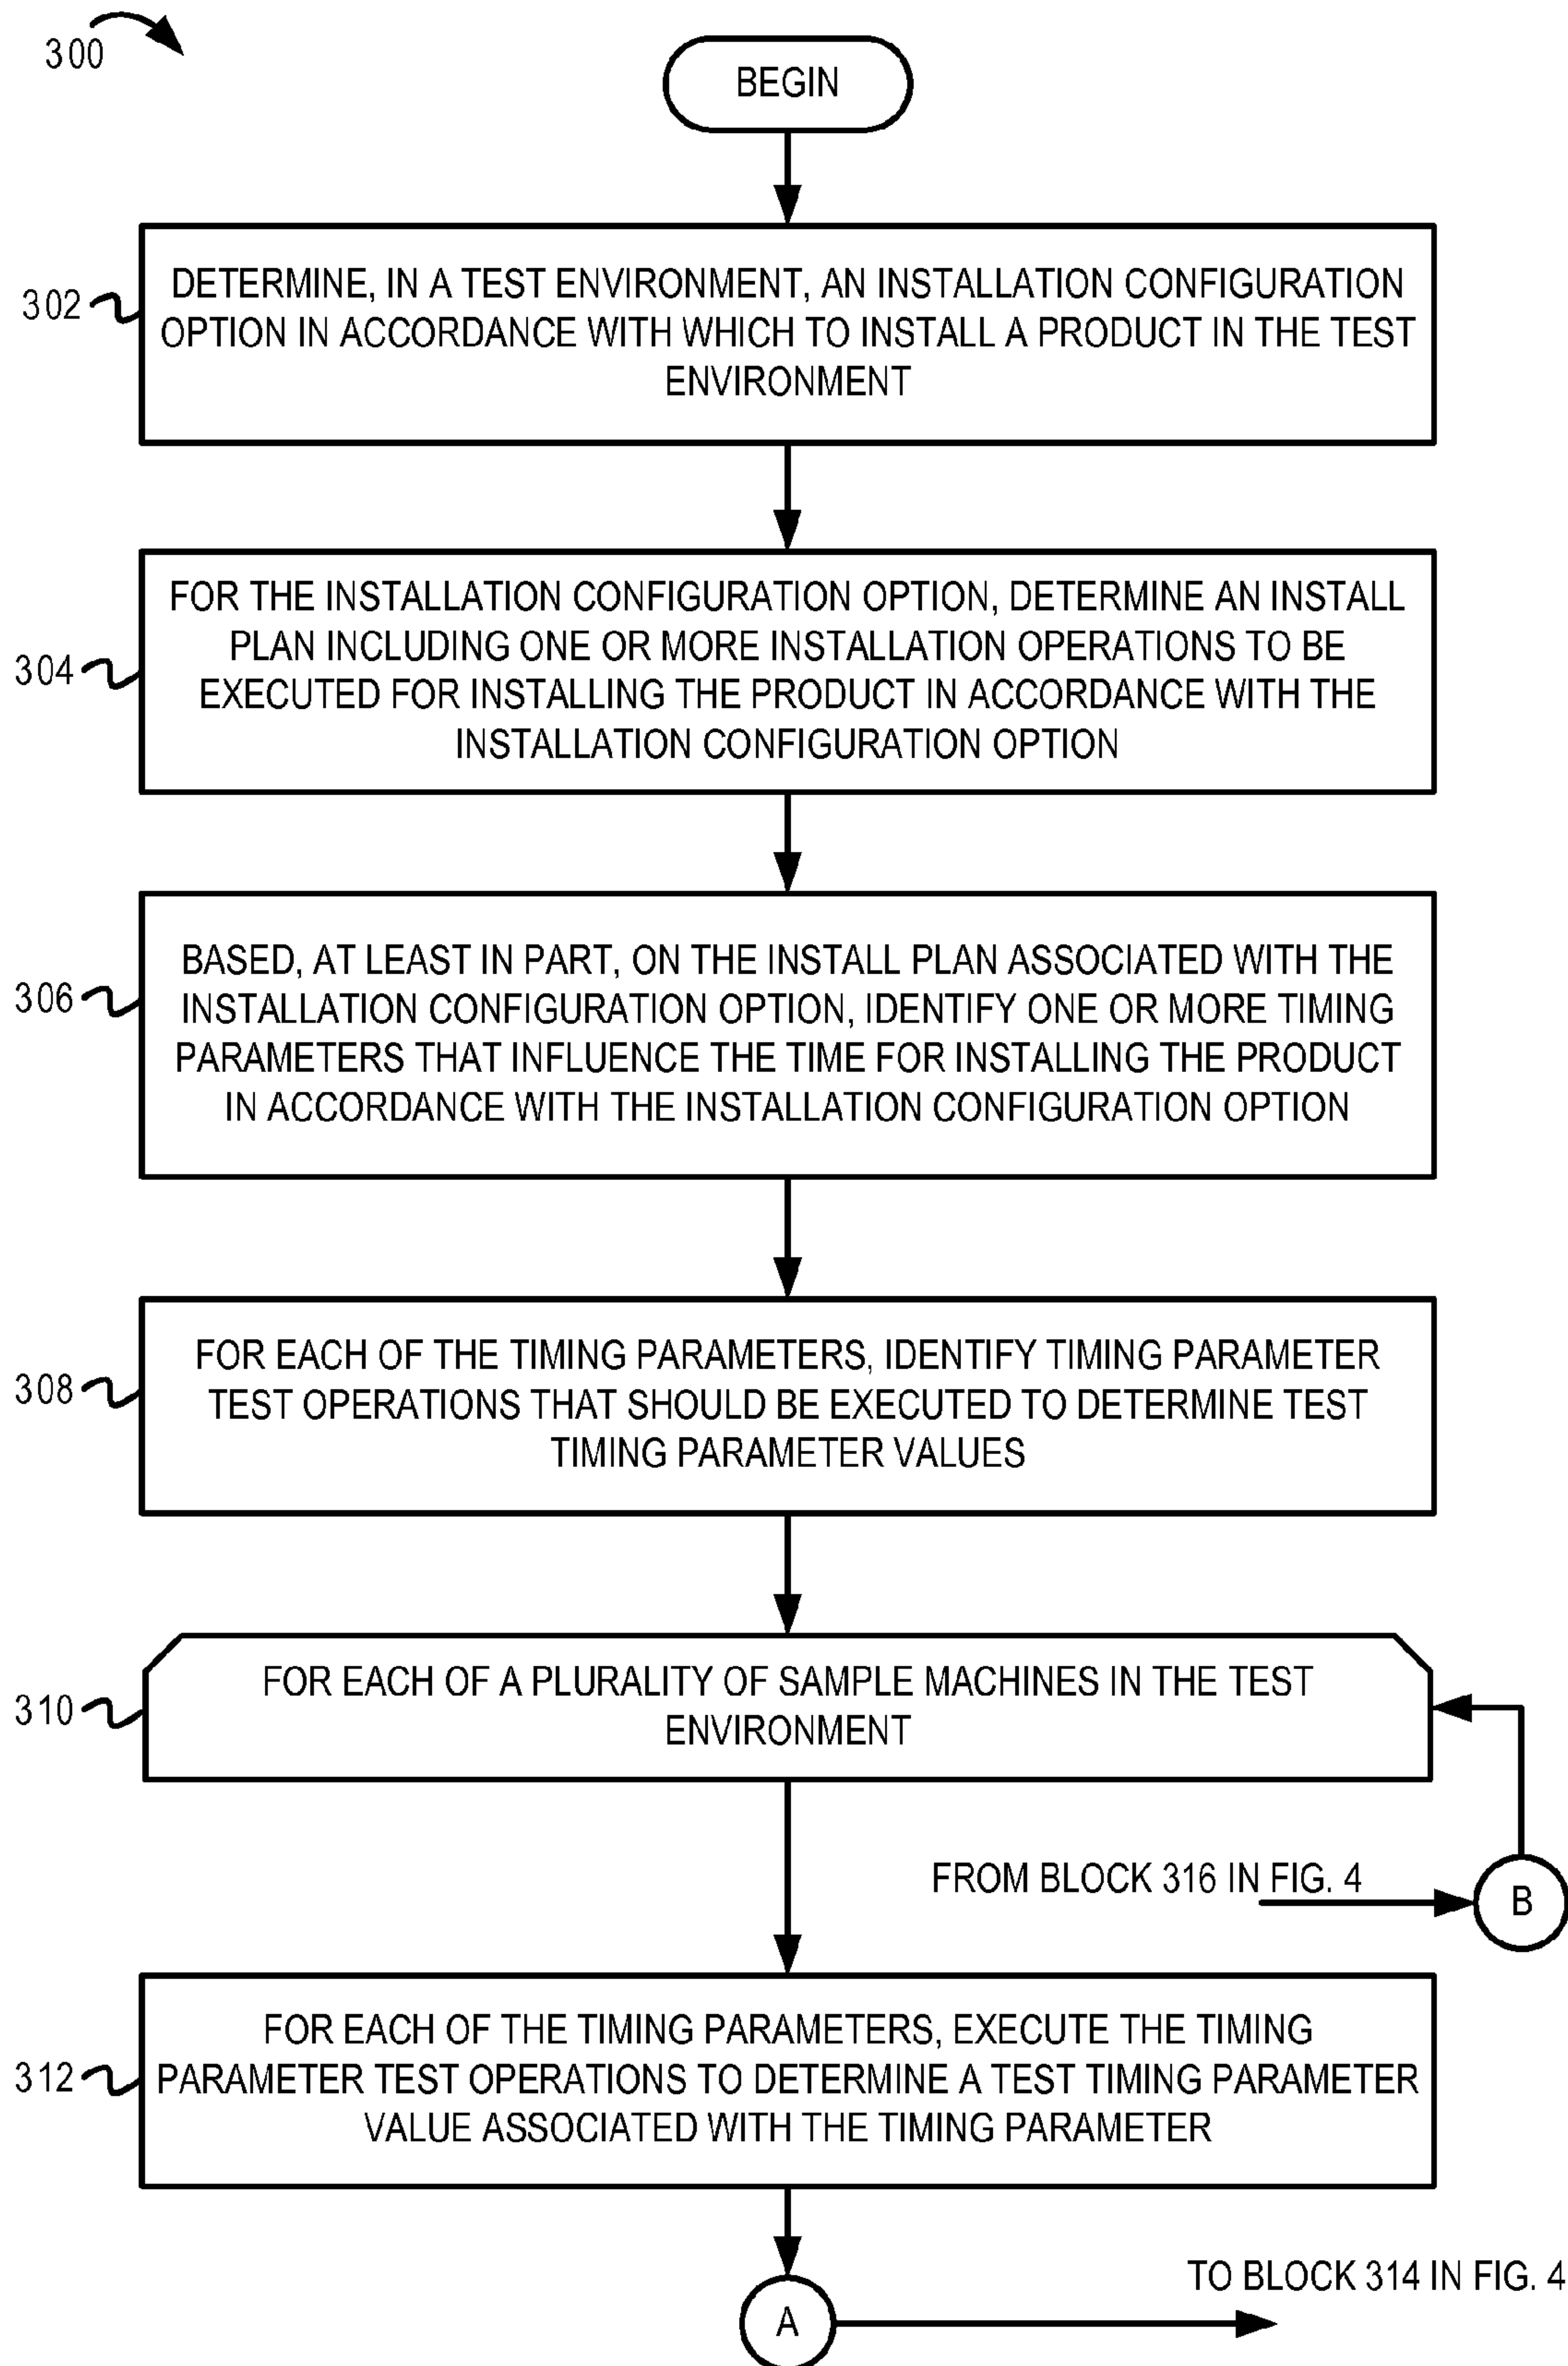 300
BEGIN
302
DETERMINE, IN A TEST ENVIRONMENT, AN INSTALLATION CONFIGURATION
OPTION IN ACCORDANCE WITH WHICH TO INSTALL A PRODUCT IN THE TEST
ENVIRONMENT
304
FOR THE INSTALLATION CONFIGURATION OPTION, DETERMINE AN INSTALL
PLAN INCLUDING ONE OR MORE INSTALLATION OPERATIONS TO BE
EXECUTED FOR INSTALLING THE PRODUCT IN ACCORDANCE WITH THE
INSTALLATION CONFIGURATION OPTION
306
BASED, AT LEAST IN PART, ON THE INSTALL PLAN ASSOCIATED WITH THE
INSTALLATION CONFIGURATION OPTION, IDENTIFY ONE OR MORE TIMING
PARAMETERS THAT INFLUENCE THE TIME FOR INSTALLING THE PRODUCT
IN ACCORDANCE WITH THE INSTALLATION CONFIGURATION OPTION
308
FOR EACH OF THE TIMING PARAMETERS, IDENTIFY TIMING PARAMETER
TEST OPERATIONS THAT SHOULD BE EXECUTED TO DETERMINE TEST
TIMING PARAMETER VALUES
310
FOR EACH OF A PLURALITY OF SAMPLE MACHINES IN THE TEST
ENVIRONMENT
FROM BLOCK 316 IN FIG. 4
B
312
FOR EACH OF THE TIMING PARAMETERS, EXECUTE THE TIMING
PARAMETER TEST OPERATIONS TO DETERMINE A TEST TIMING PARAMETER
VALUE ASSOCIATED WITH THE TIMING PARAMETER
TO BLOCK 314 IN FIG. 4
A